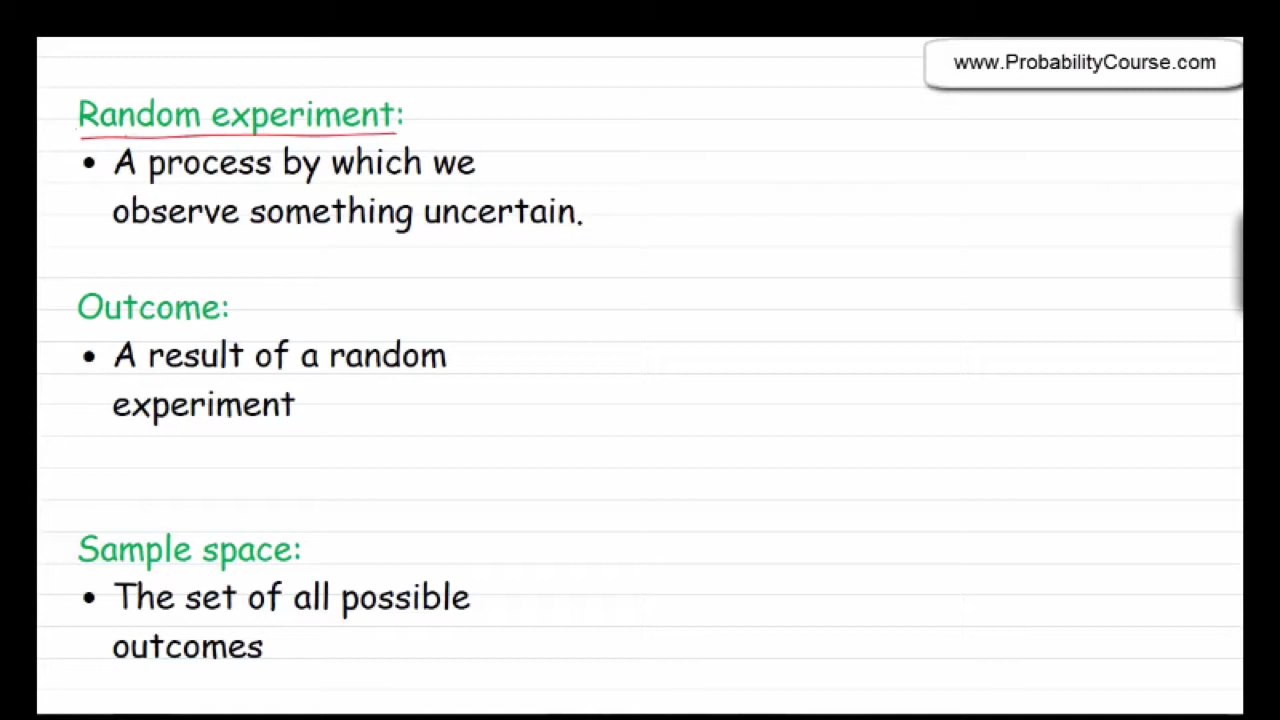 www.ProbabilityCourse.com
Random experiment:
• A process by which we
observe something uncertain.
Outcome:
• A result of a random
experiment
Sample space:
• The set of all possible
outcomes